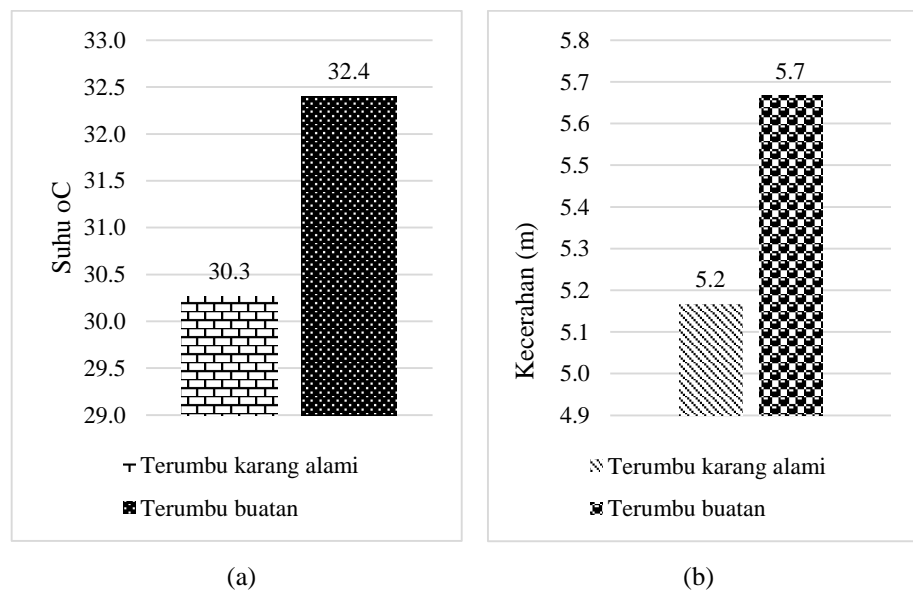 33.0
32.5
32.0
31.5
31.0
30.5
30.0
29.5
29.0
Suhu oC
30.3
32.4
Terumbu karang alami
Terumbu buatan
(a)
5.8
5.7
5.6
5.5
5.4
5.3
5.2
5.1
5.0
4.9
Kecerahan (m)
5.2
5.7
Terumbu karang alami
Terumbu buatan
(b)